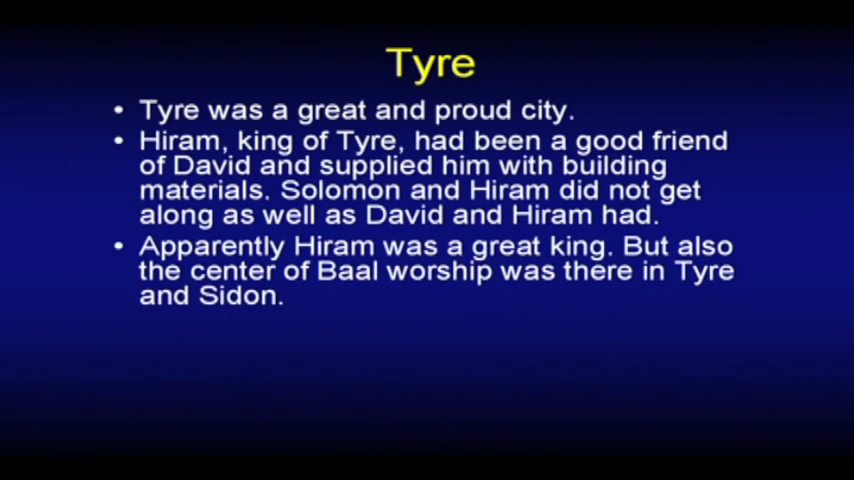 Tyre
• Tyre was a great and proud city.
• Hiram, king of Tyre, had been a good friend
of David and supplied him with building
materials. Solomon and Hiram did not get
along as well as David and Hiram had.
• Apparently Hiram was a great king. But also
the center of Baal worship was there in Tyre
and Sidon.